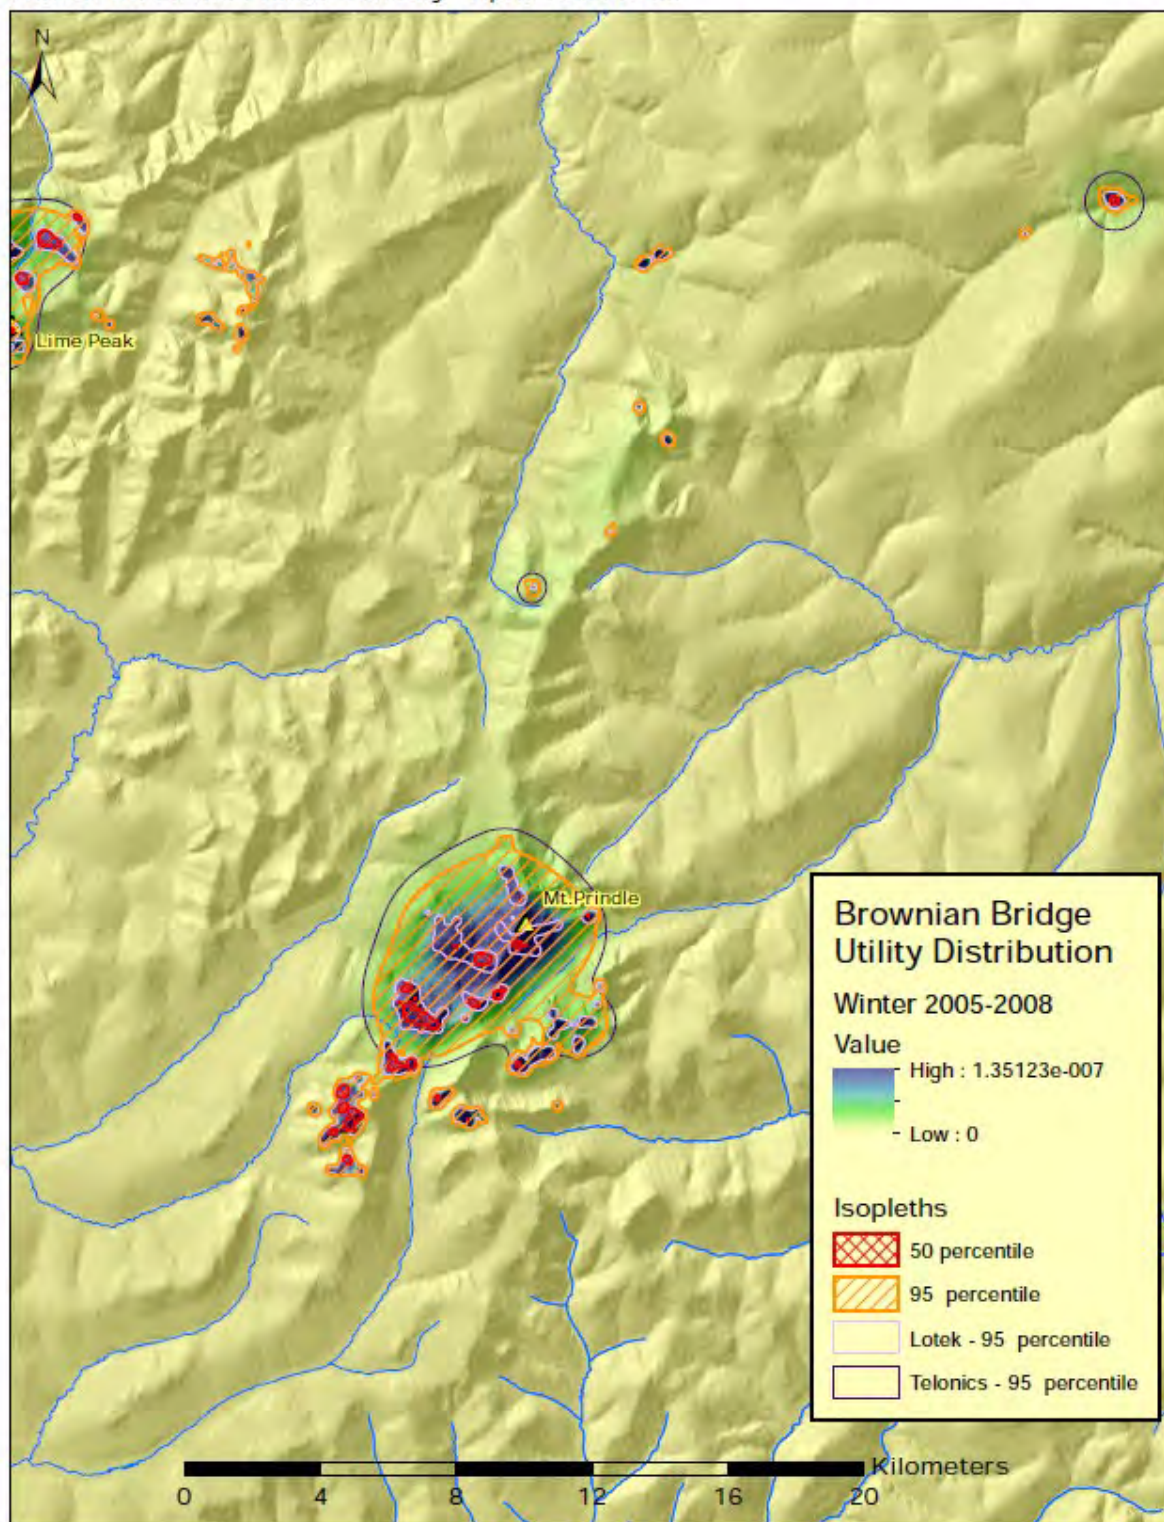 N
Lime Peak
Mt.Prindle
Brownian Bridge
Utility Distribution
Winter 2005-2008
Value
High : 1.35123e-007
Low : 0
Isopleths
50 percentile
95 percentile
Lotek - 95 percentile
Telonics - 95 percentile
Kilometers
0 4 8 12 16 20